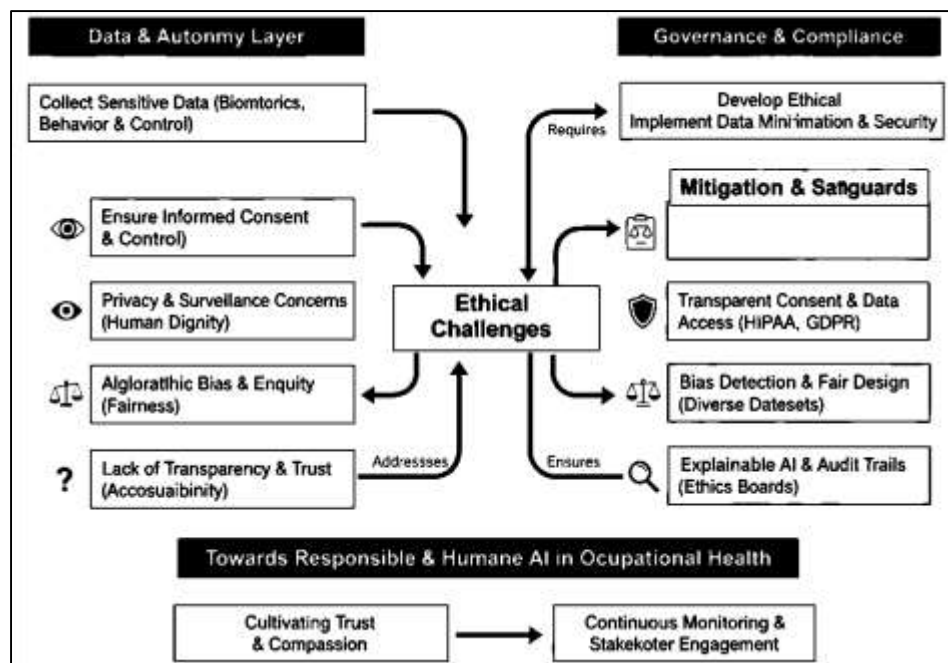 Data & Autonmy Layer
Governance & Compliance
Collect Sensitive Data (Biomtorics,
Behavior & Control)
Requires
Develop Ethical
Implement Data Minimation & Security
Ensure Informed Consent
& Control)
Mitigation & Safguards
Privacy & Surveillance Concerns
(Human Dignity)
Ethical
Challenges
Transparent Consent & Data
Access (HIPAA, GDPR)
Algloratlhic Bias & Enquity
(Fairness)
Bias Detection & Fair Design
(Diverse Datesets)
?
Lack of Transparency & Trust
(Accosuaibinity)
Addressses
Ensures
Explainable AI & Audit Trails
(Ethics Boards)
Towards Responsible & Humane AI in Ocupational Health
Cultivating Trust
& Compassion
Continuous Monitoring &
Stakekoter Engagement